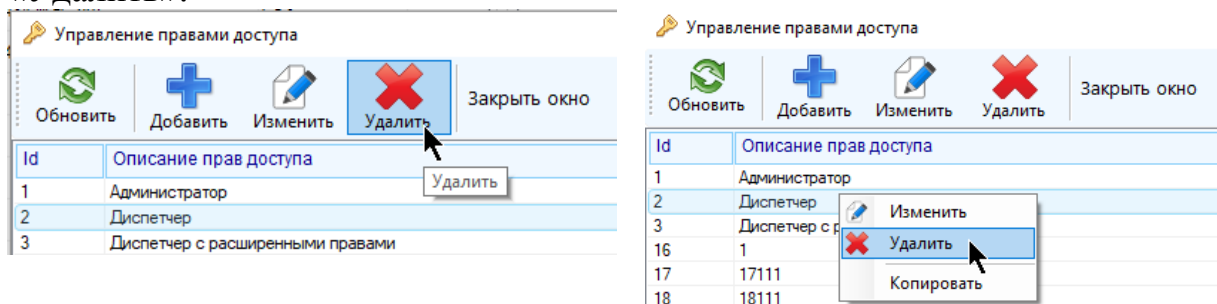 Управление правами доступа
Обновить Добавить Изменить Удалить Закрыть окно
Id Описание прав доступа
1 Администратор
Удалить
2 Диспетчер
3 Диспетчер с расширенными правами
Управление правами доступа
Обновить Добавить Изменить Удалить Закрыть окно
Id Описание прав доступа
1 Администратор
2 Диспетчер
3 Диспетчер с р
16 1
17 17111
18 18111
Изменить
Удалить
Копировать